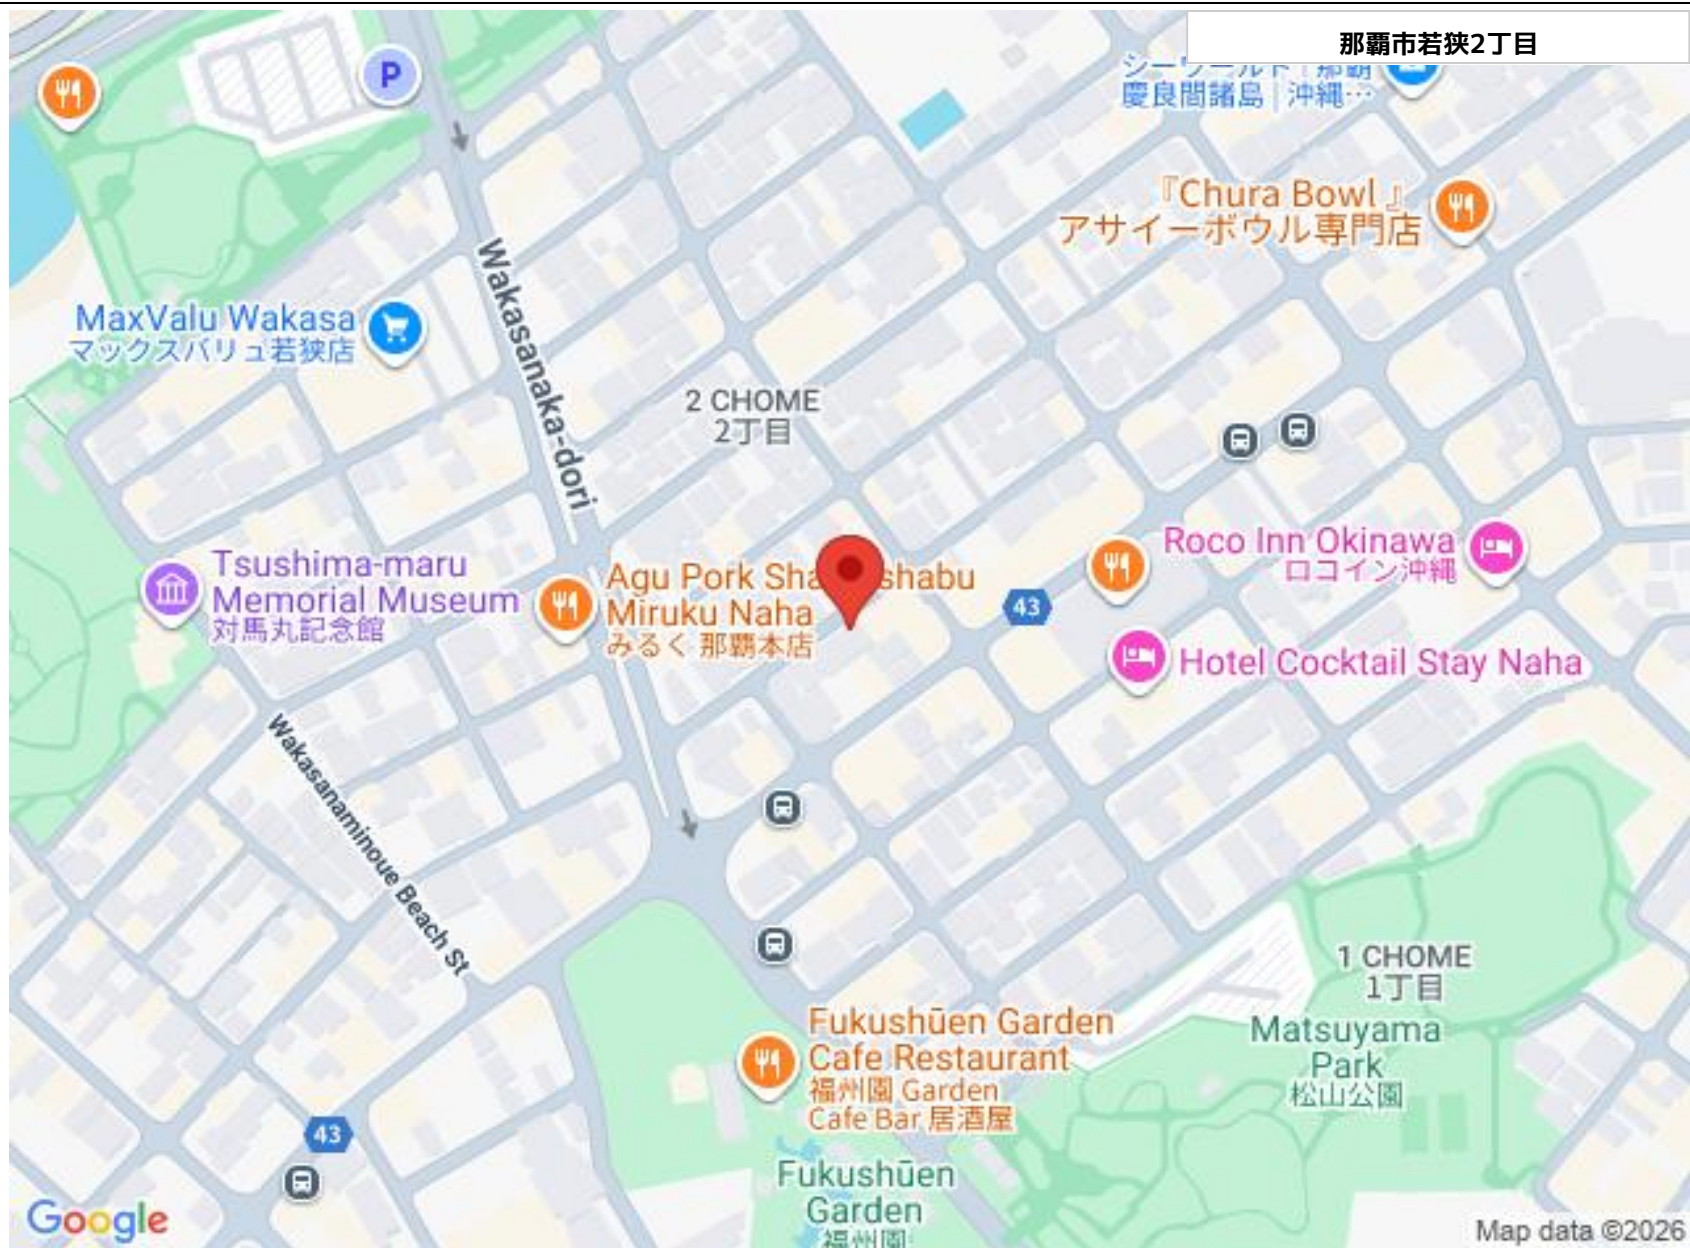 那覇市若狭2丁目
P
慶良間諸島 | 沖縄…
『Chura Bowl』
アサイーボウル専門店
Wakasanaka-dori
MaxValu Wakasa
マックスバリュ若狭店
2 CHOME
2丁目
Roco Inn Okinawa
ロコイン沖縄
Tsushima-maru
Memorial Museum
対馬丸記念館
Agu Pork
Miruku Naha
みるく 那覇本店
43
Hotel Cocktail Stay Naha
Wakasanaminoue Beach St
1 CHOME
1丁目
Matsuyama
Park
松山公園
Fukushūen Garden
Cafe Restaurant
福州園 Garden
Cafe Bar 居酒屋
43
Fukushūen
Garden
福州園
Google
Map data ©2026